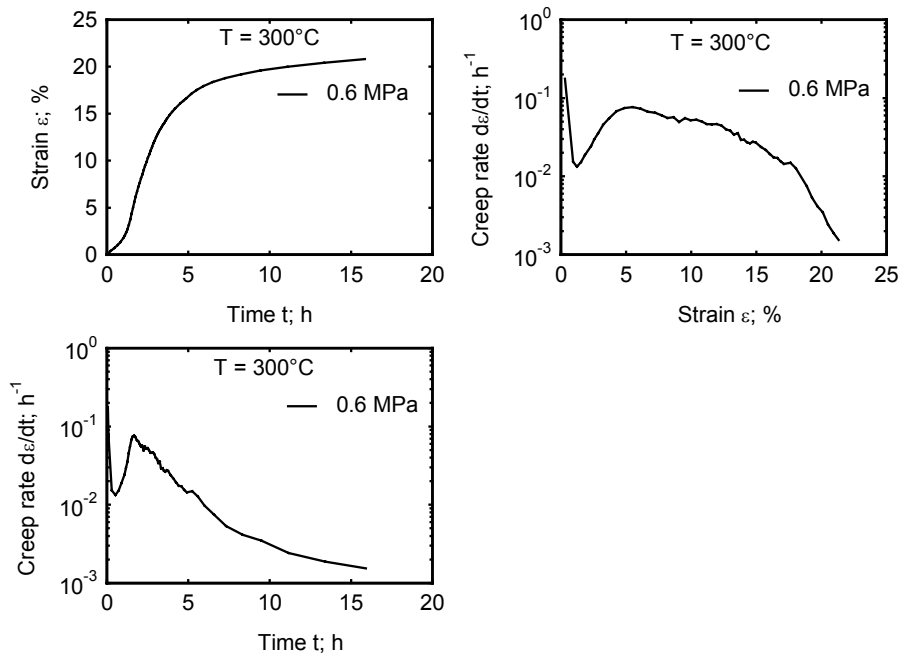 25
20
15
10
5
0
Strain ε; %
T = 300°C
0.6 MPa
0 5 10 15 20
Time t; h
10^0
10^-1
10^-2
10^-3
Creep rate dε/dt; h^-1
T = 300°C
0.6 MPa
0 5 10 15 20 25
Strain ε; %
10^0
10^-1
10^-2
10^-3
Creep rate dε/dt; h^-1
T = 300°C
0.6 MPa
0 5 10 15 20
Time t; h